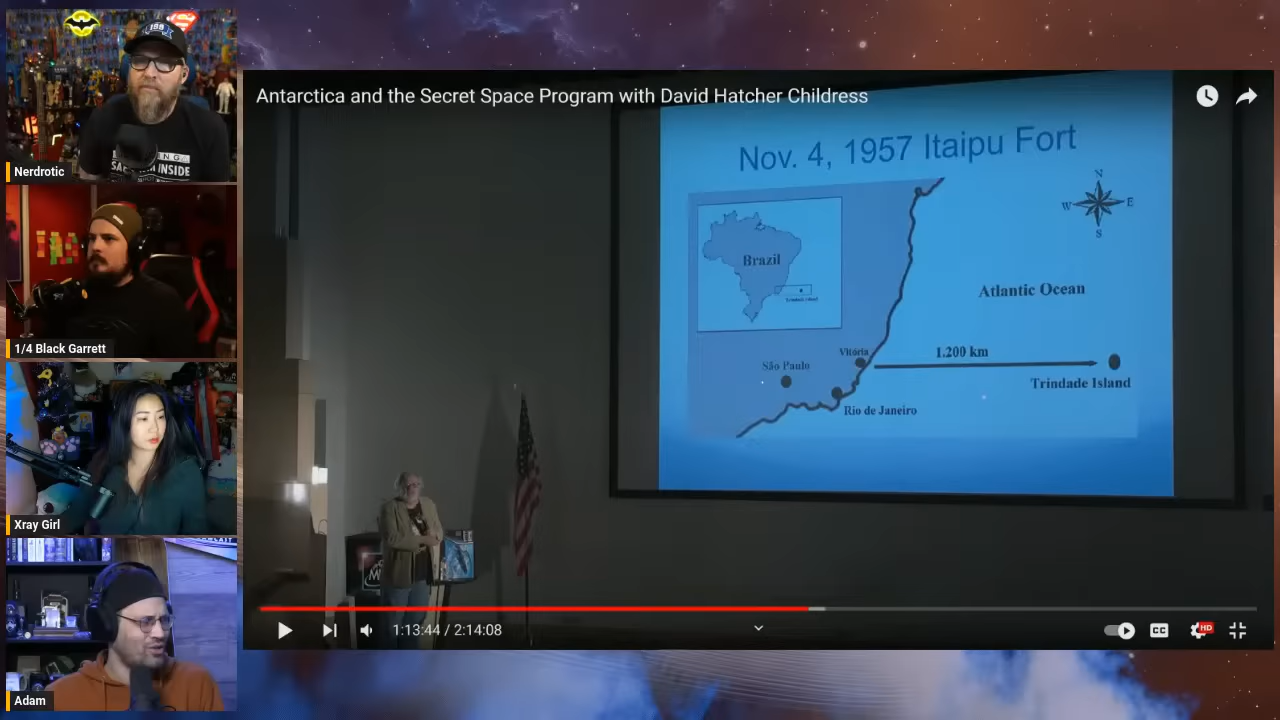 Antarctica and the Secret Space Program with David Hatcher Childress
Nov. 4, 1957 Itaipu Fort
N
W E
S
Brazil
Atlantic Ocean
Vitória
1.200 km
São Paulo
Trindade Island
Rio de Janeiro
Nerdrotic
1/4 Black Garrett
Xray Girl
Adam
1:13:44 / 2:14:08
CC
HD